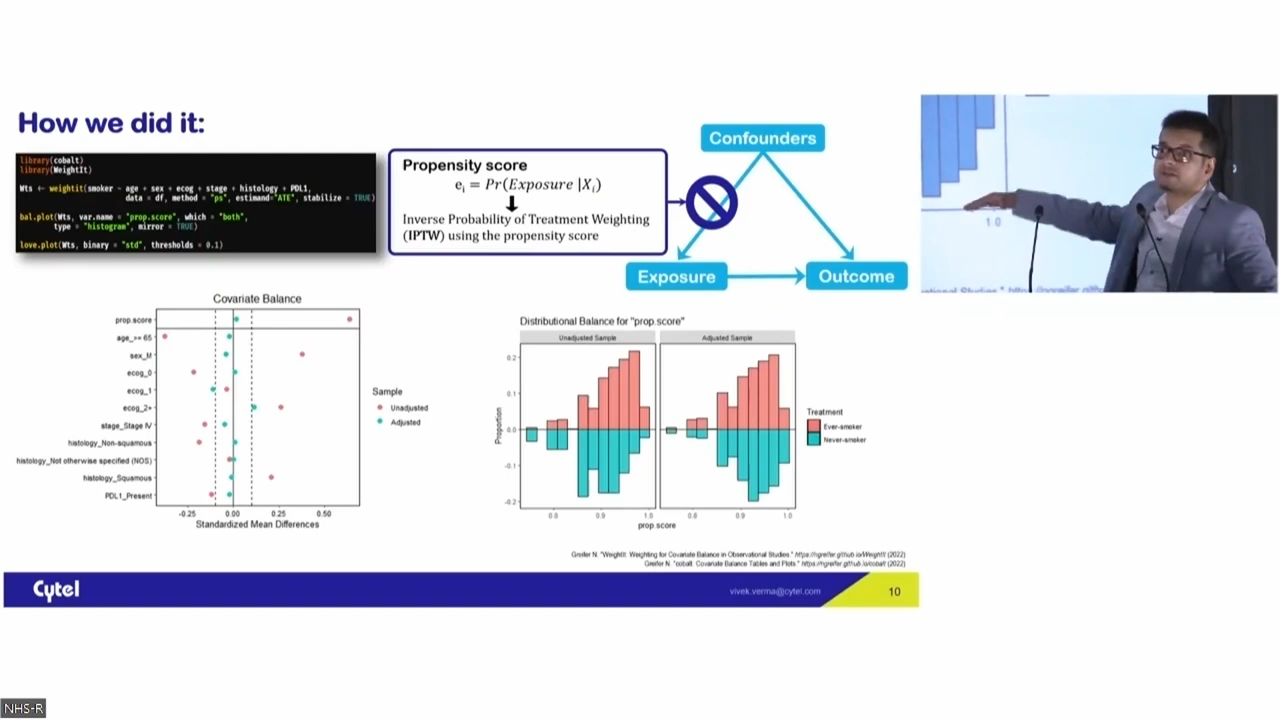 How we did it:
library(cobalt)
library(WeightIt)
Wts ← weightit(smoker ~ age + sex + ecog + stage + histology + PDL1,
data = df, method = "ps", estimand="ATE", stabilize = TRUE)
bal.plot(Wts, var.name = "prop.score", which = "both",
type = "histogram", mirror = TRUE)
love.plot(Wts, binary = "std", thresholds = 0.1)
Propensity score
eᵢ = Pr(Exposure |Xᵢ)
Inverse Probability of Treatment Weighting
(IPTW) using the propensity score
Confounders
Exposure
Outcome
1.0
Covariate Balance
prop.score
age_>= 65
sex_M
ecog_0
ecog_1
ecog_2+
stage_Stage IV
histology_Non-squamous
histology_Not otherwise specified (NOS)
histology_Squamous
PDL1_Present
-0.25 0.00 0.25 0.50
Standardized Mean Differences
Sample
Unadjusted
Adjusted
Distributional Balance for "prop.score"
Unadjusted Sample Adjusted Sample
0.2
0.1
0.0
-0.1
-0.2
Proportion
0.8 0.9 1.0 0.8 0.9 1.0
prop.score
Treatment
Ever-smoker
Never-smoker
Greifer N. "WeightIt: Weighting for Covariate Balance in Observational Studies." https://ngreifer.github.io/WeightIt (2022)
Greifer N. "cobalt: Covariate Balance Tables and Plots." https://ngreifer.github.io/cobalt (2022)
Cytel
vivek.verma@cytel.com
10
NHS-R